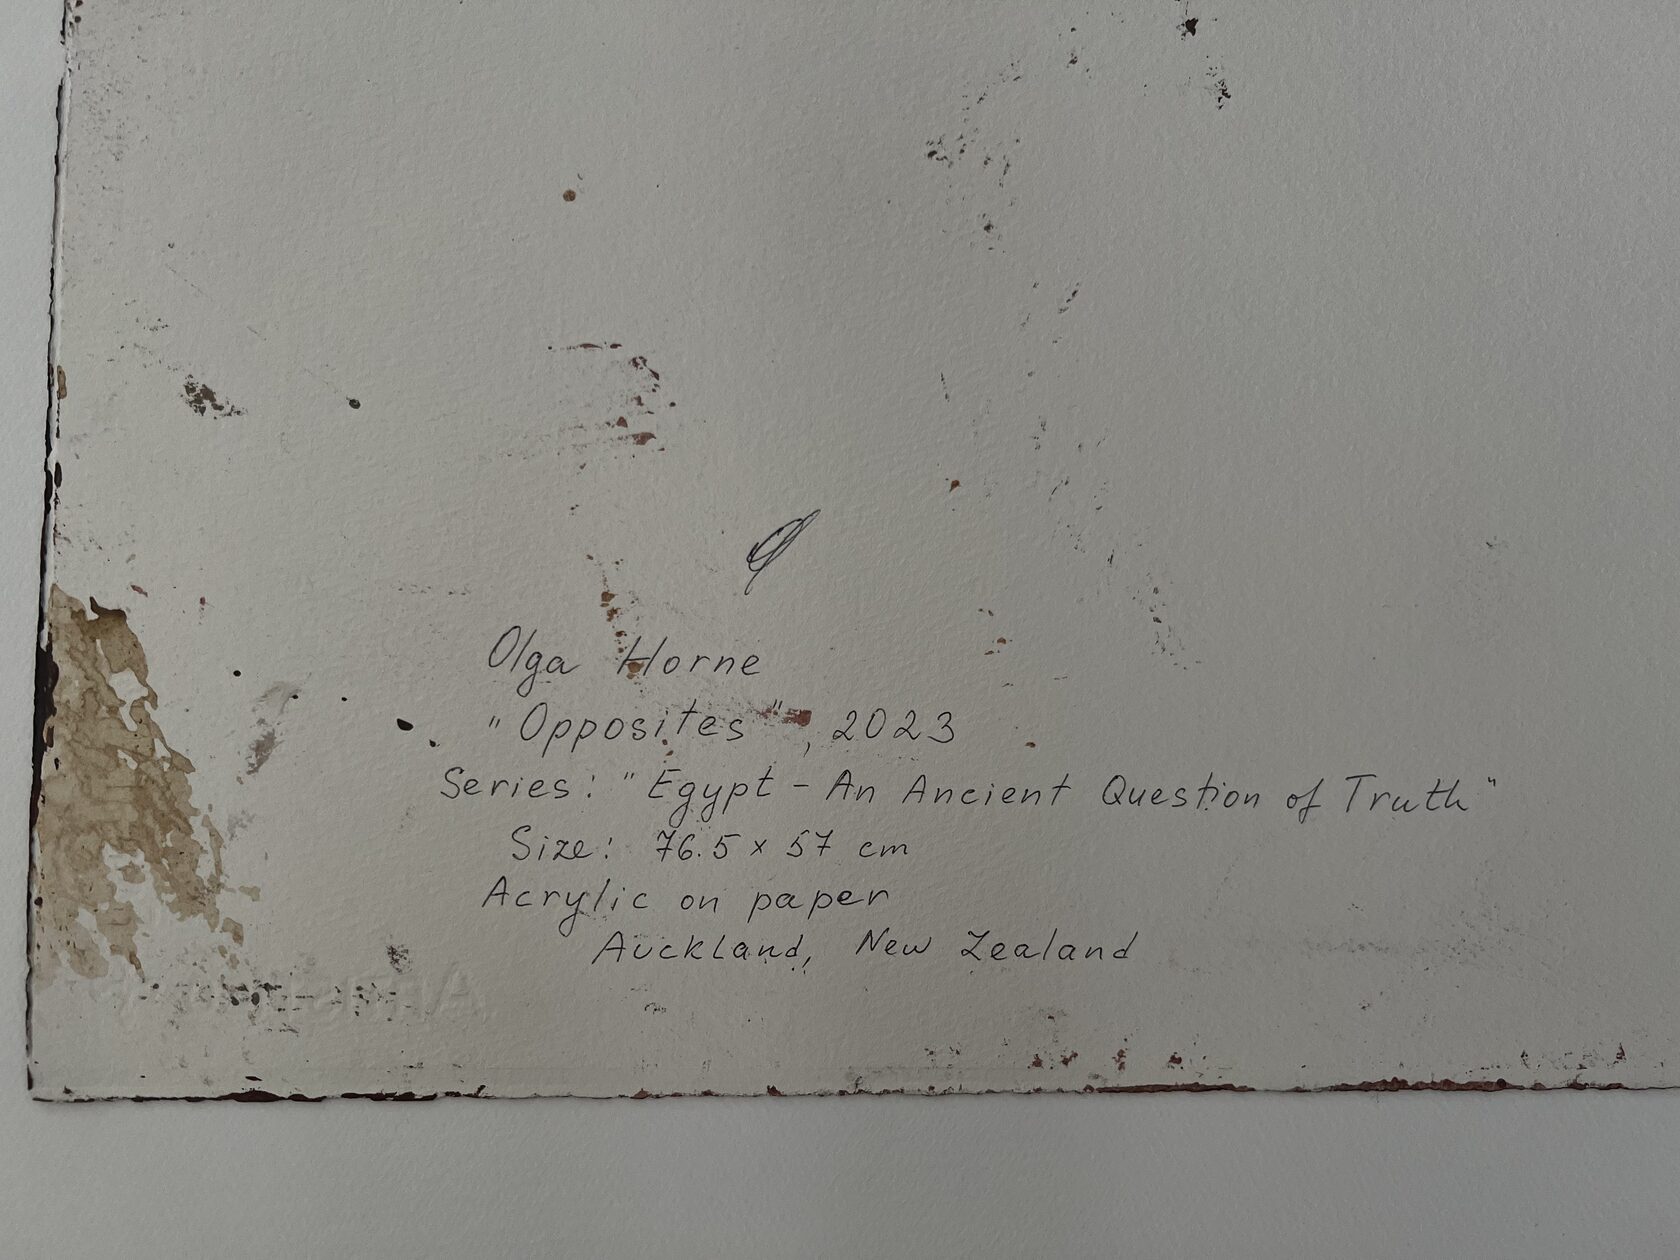 Olga Horne
"Opposites", 2023
Series: "Egypt - An Ancient Question of Truth"
Size: 76.5 x 57 cm
Acrylic on paper
Auckland, New Zealand